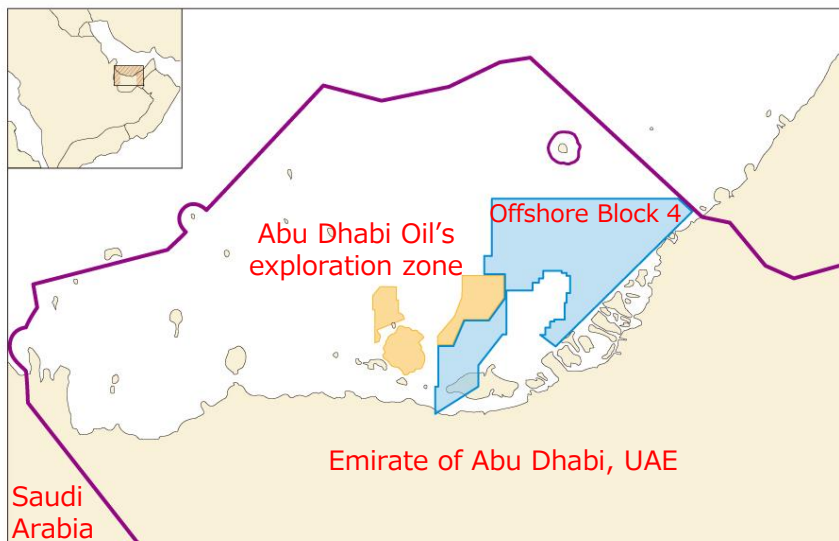 Offshore Block 4
Abu Dhabi Oil’s
exploration zone
Emirate of Abu Dhabi, UAE
Saudi
Arabia